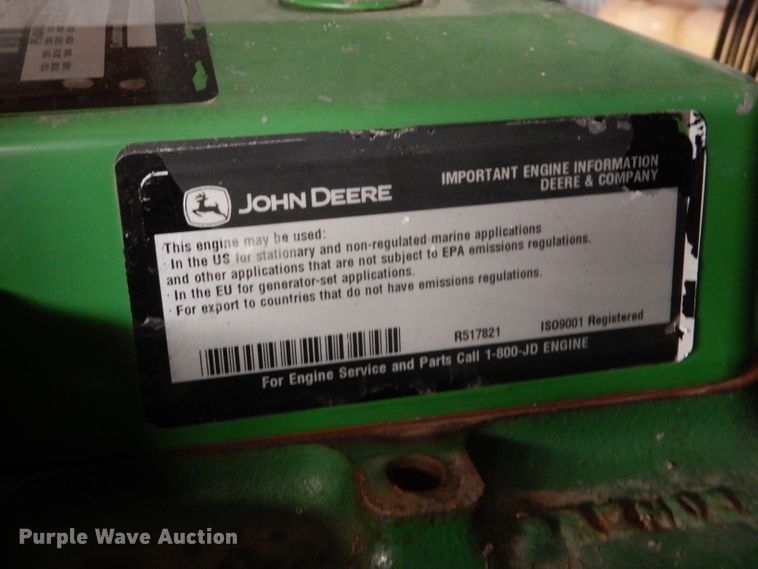 JOHN DEERE
IMPORTANT ENGINE INFORMATION
DEERE & COMPANY
This engine may be used:
· In the US for stationary and non-regulated marine applications
and other applications that are not subject to EPA emissions regulations.
· In the EU for generator-set applications.
· For export to countries that do not have emissions regulations.
R517821
ISO9001 Registered
For Engine Service and Parts Call 1-800-JD ENGINE
Purple Wave Auction